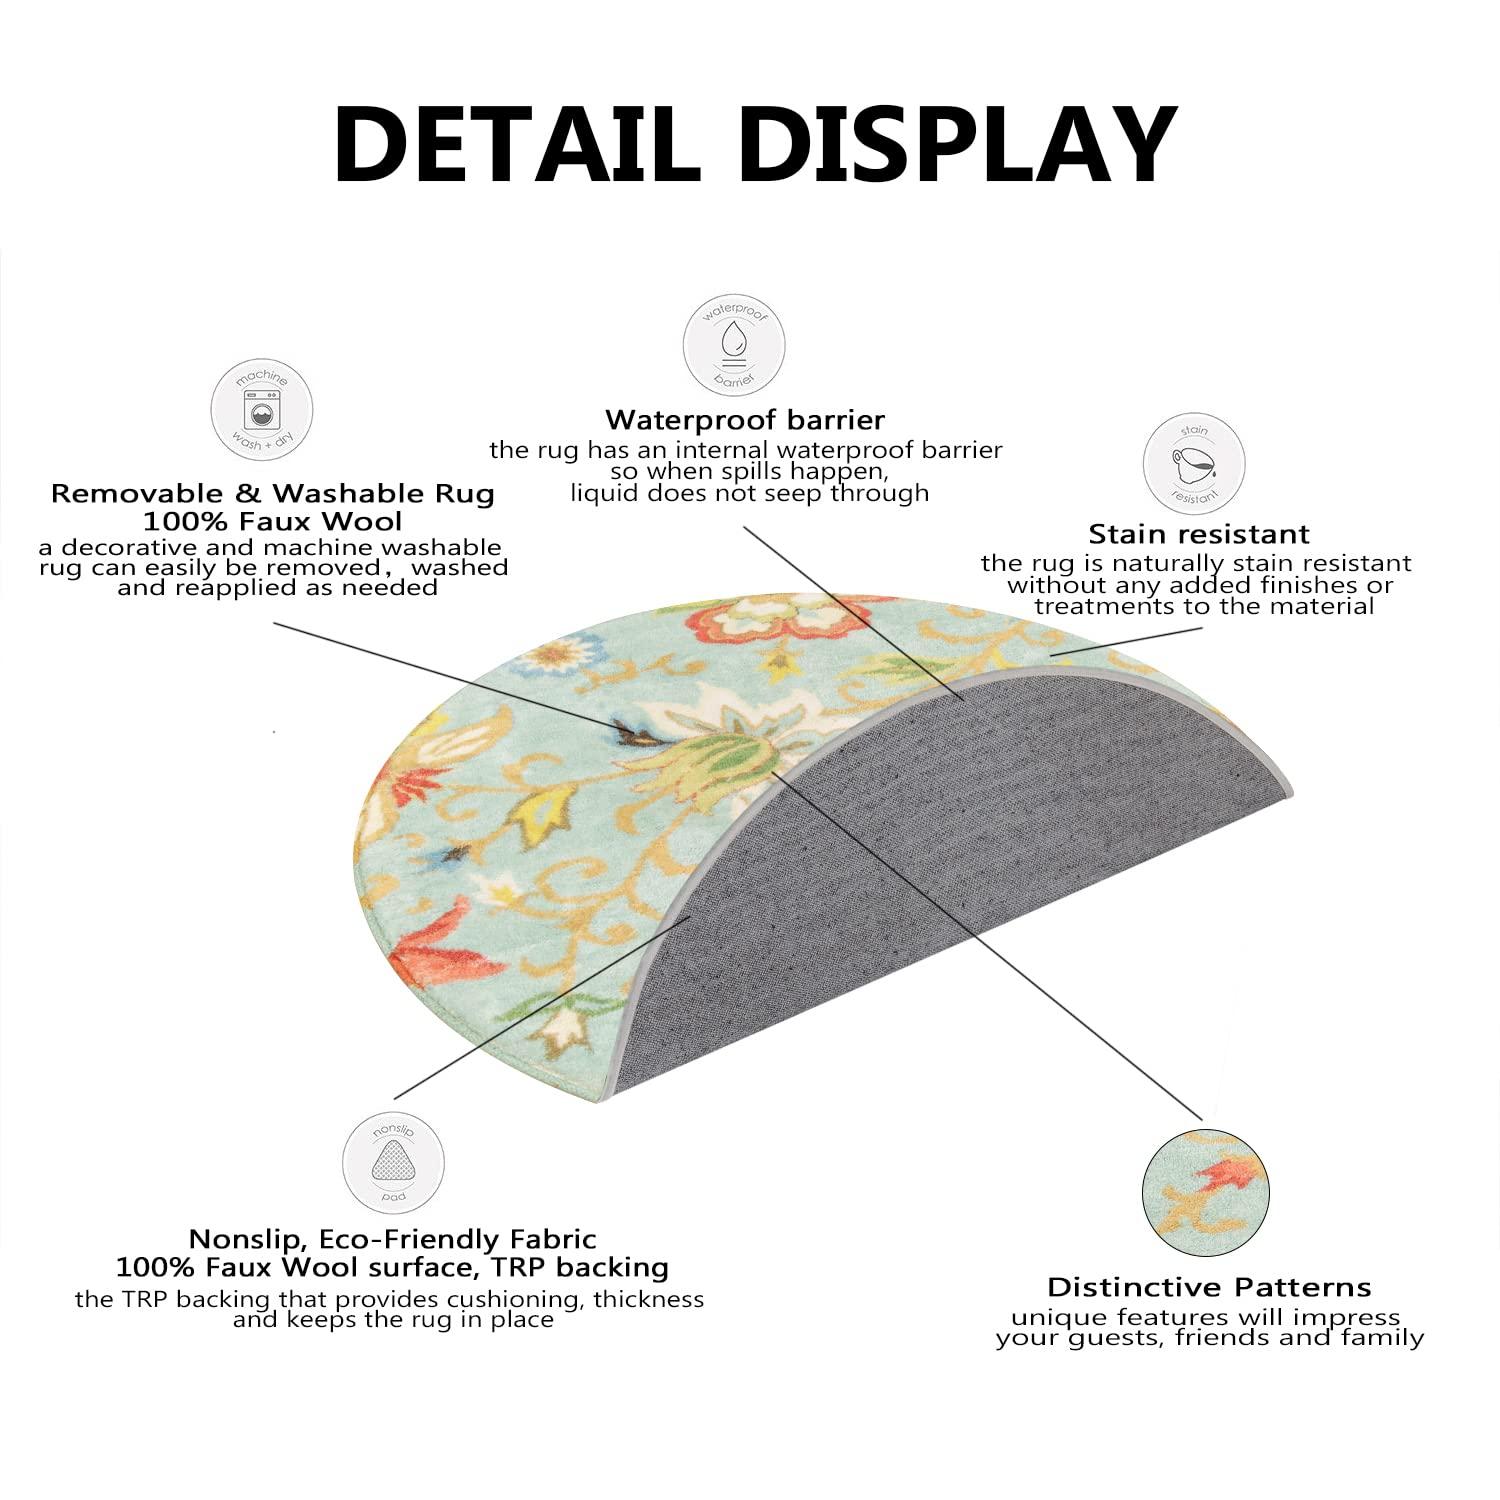 DETAIL DISPLAY
waterproof
barrier
Waterproof barrier
the rug has an internal waterproof barrier
so when spills happen,
liquid does not seep through
machine
wash + dry
Removable & Washable Rug
100% Faux Wool
a decorative and machine washable
rug can easily be removed，washed
and reapplied as needed
stain
resistant
Stain resistant
the rug is naturally stain resistant
without any added finishes or
treatments to the material
nonslip
pad
Nonslip, Eco-Friendly Fabric
100% Faux Wool surface, TRP backing
the TRP backing that provides cushioning, thickness
and keeps the rug in place
Distinctive Patterns
unique features will impress
your guests, friends and family